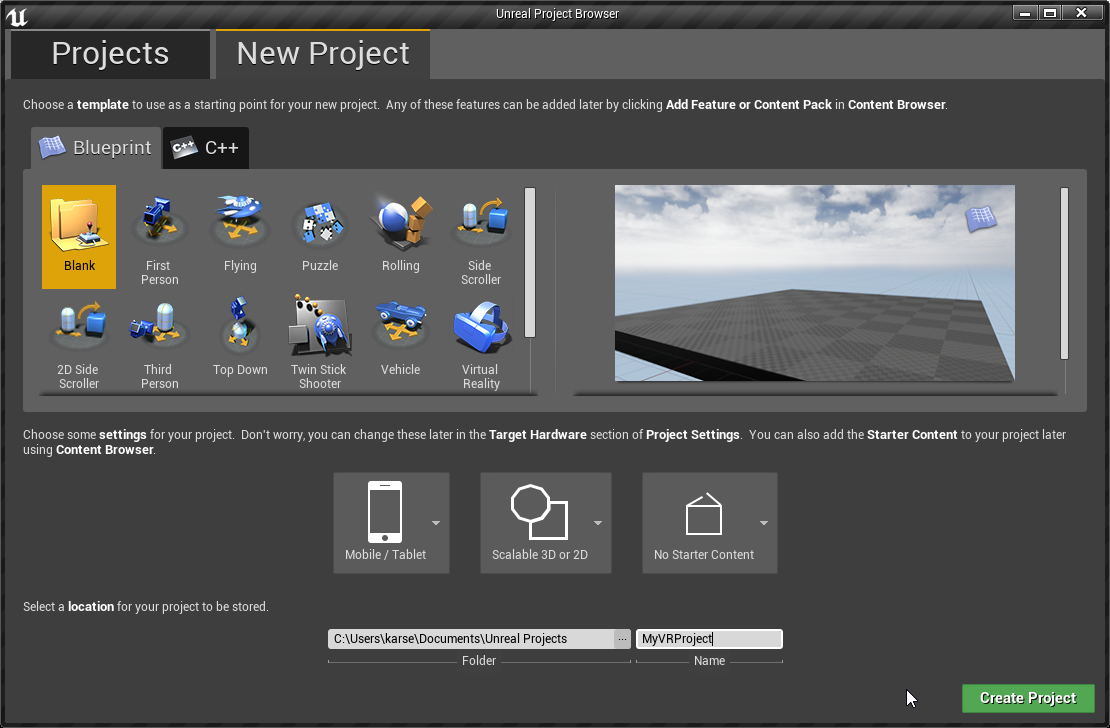 Unreal Project Browser
Projects
New Project
Choose a template to use as a starting point for your new project.  Any of these features can be added later by clicking Add Feature or Content Pack in Content Browser.
Blueprint
C++
C++
Blank
First
Person
Flying
Puzzle
Rolling
Side
Scroller
2D Side
Scroller
Third
Person
Top Down
Twin Stick
Shooter
Vehicle
Virtual
Reality
Choose some settings for your project.  Don't worry, you can change these later in the Target Hardware section of Project Settings.  You can also add the Starter Content to your project later
using Content Browser.
Mobile / Tablet
Scalable 3D or 2D
No Starter Content
Select a location for your project to be stored.
C:\Users\karse\Documents\Unreal Projects
...
MyVRProject
Folder
Name
Create Project